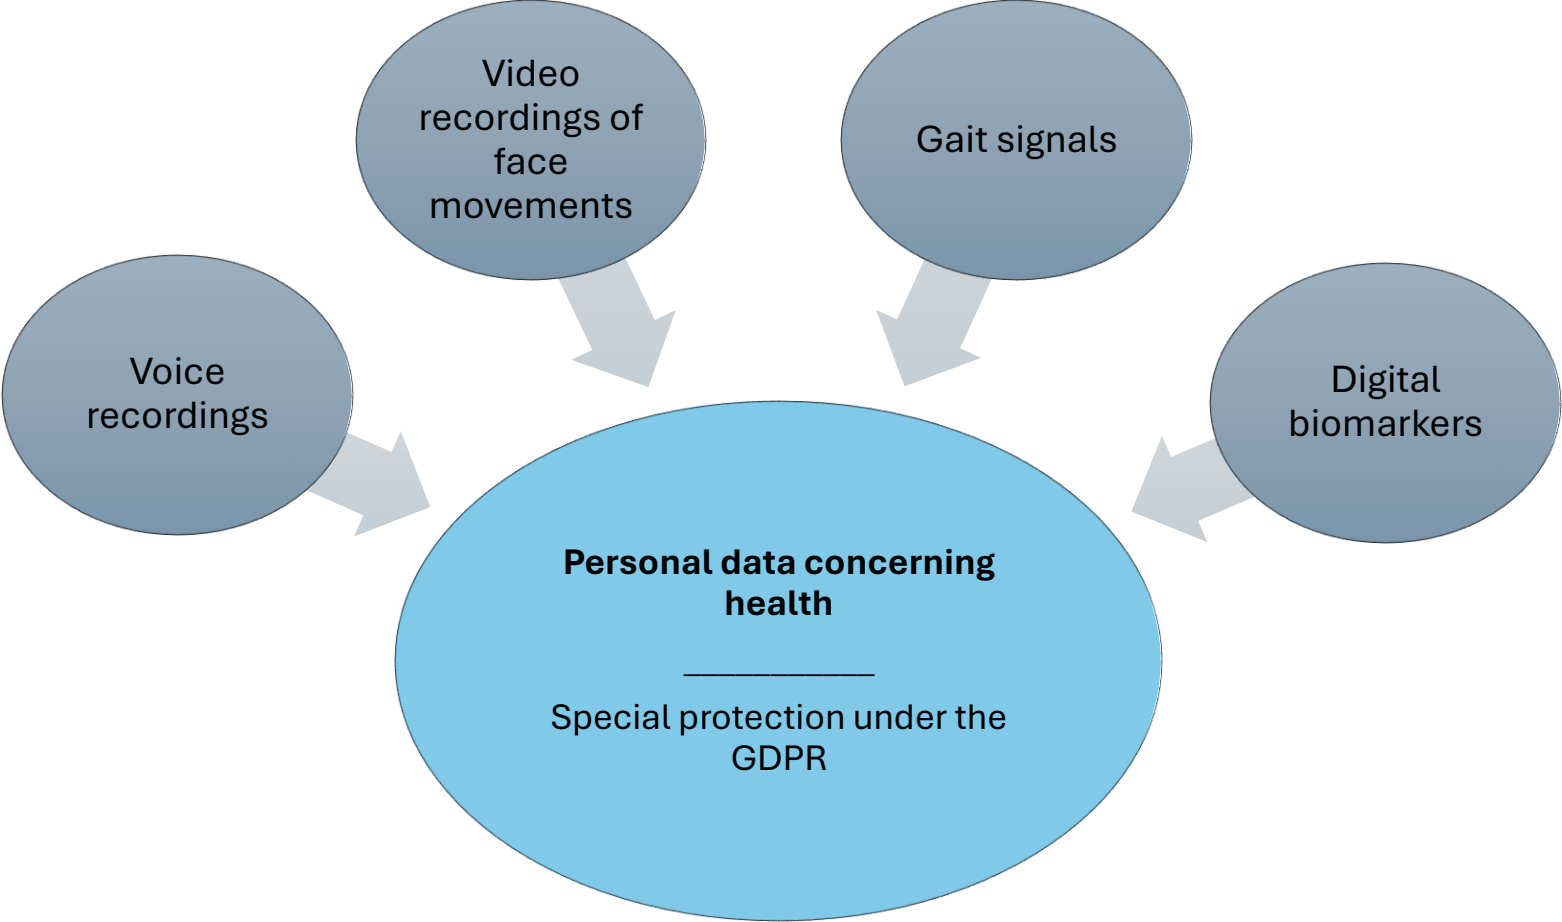 Video
recordings of
face
movements
Gait signals
Voice
recordings
Digital
biomarkers
Personal data concerning
health
___________
Special protection under the
GDPR